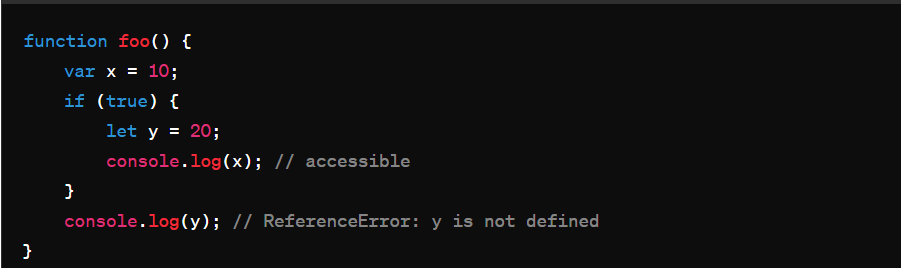 function foo() {
    var x = 10;
    if (true) {
        let y = 20;
        console.log(x); // accessible
    }
    console.log(y); // ReferenceError: y is not defined
}